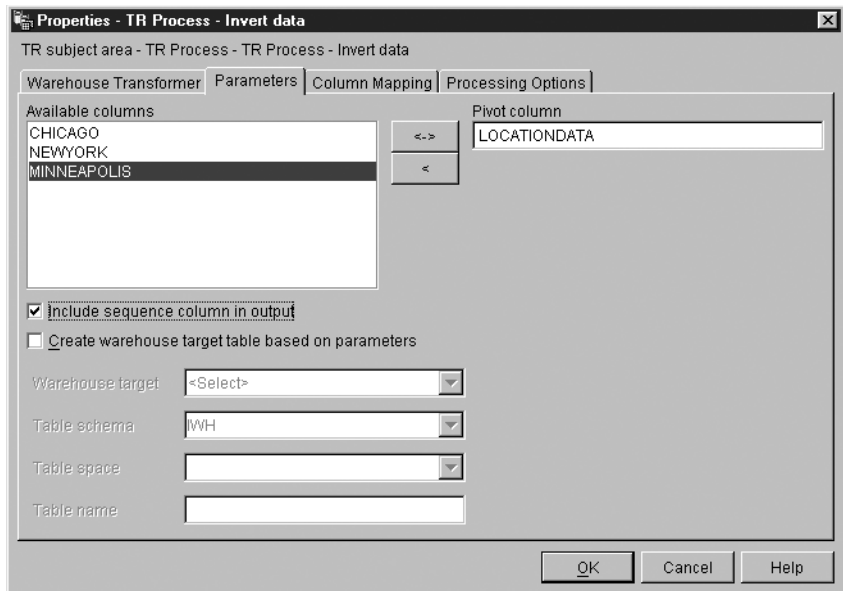 Properties - TR Process - Invert data
TR subject area - TR Process - TR Process - Invert data
Warehouse Transformer Parameters Column Mapping Processing Options
Available columns
CHICAGO
NEWYORK
MINNEAPOLIS
<->
<
Pivot column
LOCATIONDATA
Include sequence column in output
Create warehouse target table based on parameters
Warehouse target <Select>
Table schema IWH
Table space
Table name
OK Cancel Help